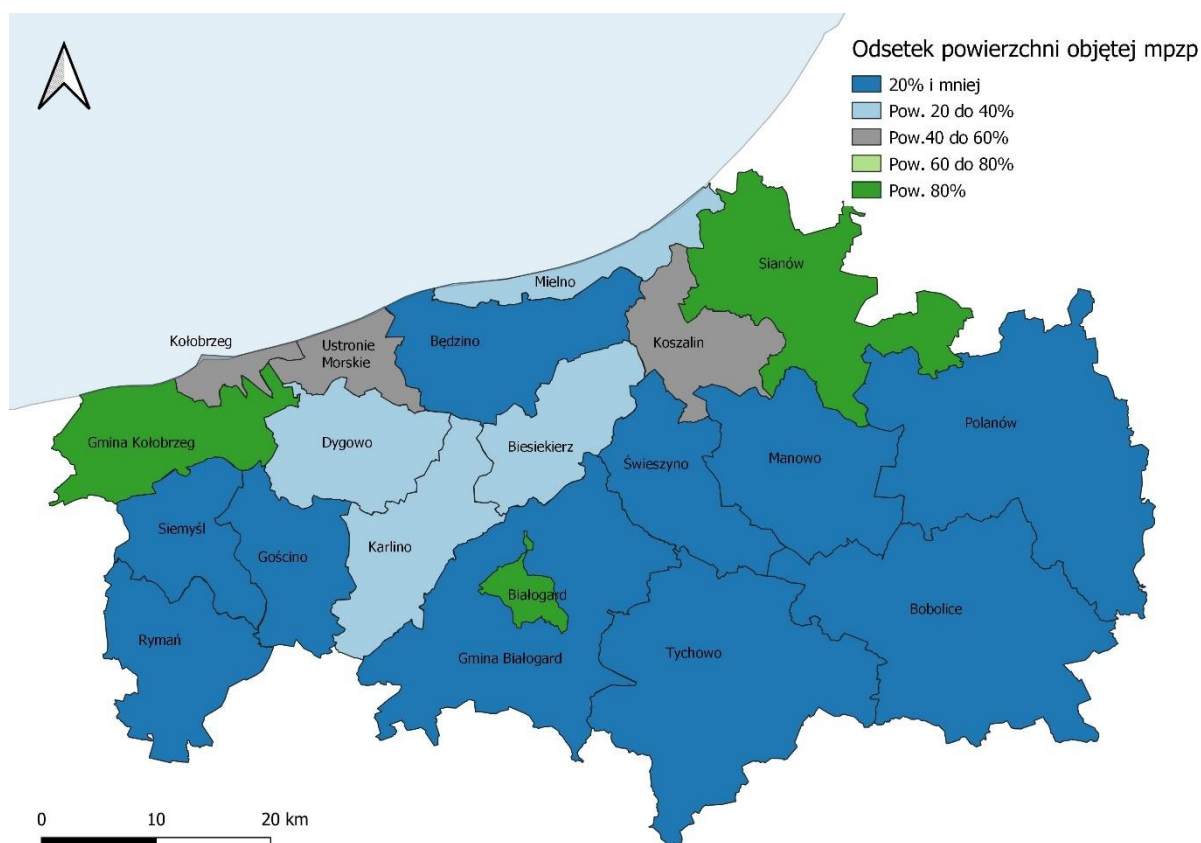 Odsetek powierzchni objętej mpzp
20% i mniej
Pow. 20 do 40%
Pow.40 do 60%
Pow. 60 do 80%
Pow. 80%
Sianów
Mielno
Kołobrzeg
Ustronie
Morskie
Będzino
Koszalin
Polanów
Gmina Kołobrzeg
Dygowo
Biesiekierz
Świeszyno
Manowo
Siemyśl
Gościno
Karlino
Białogard
Bobolice
Rymań
Gmina Białogard
Tychowo
0 10 20 km